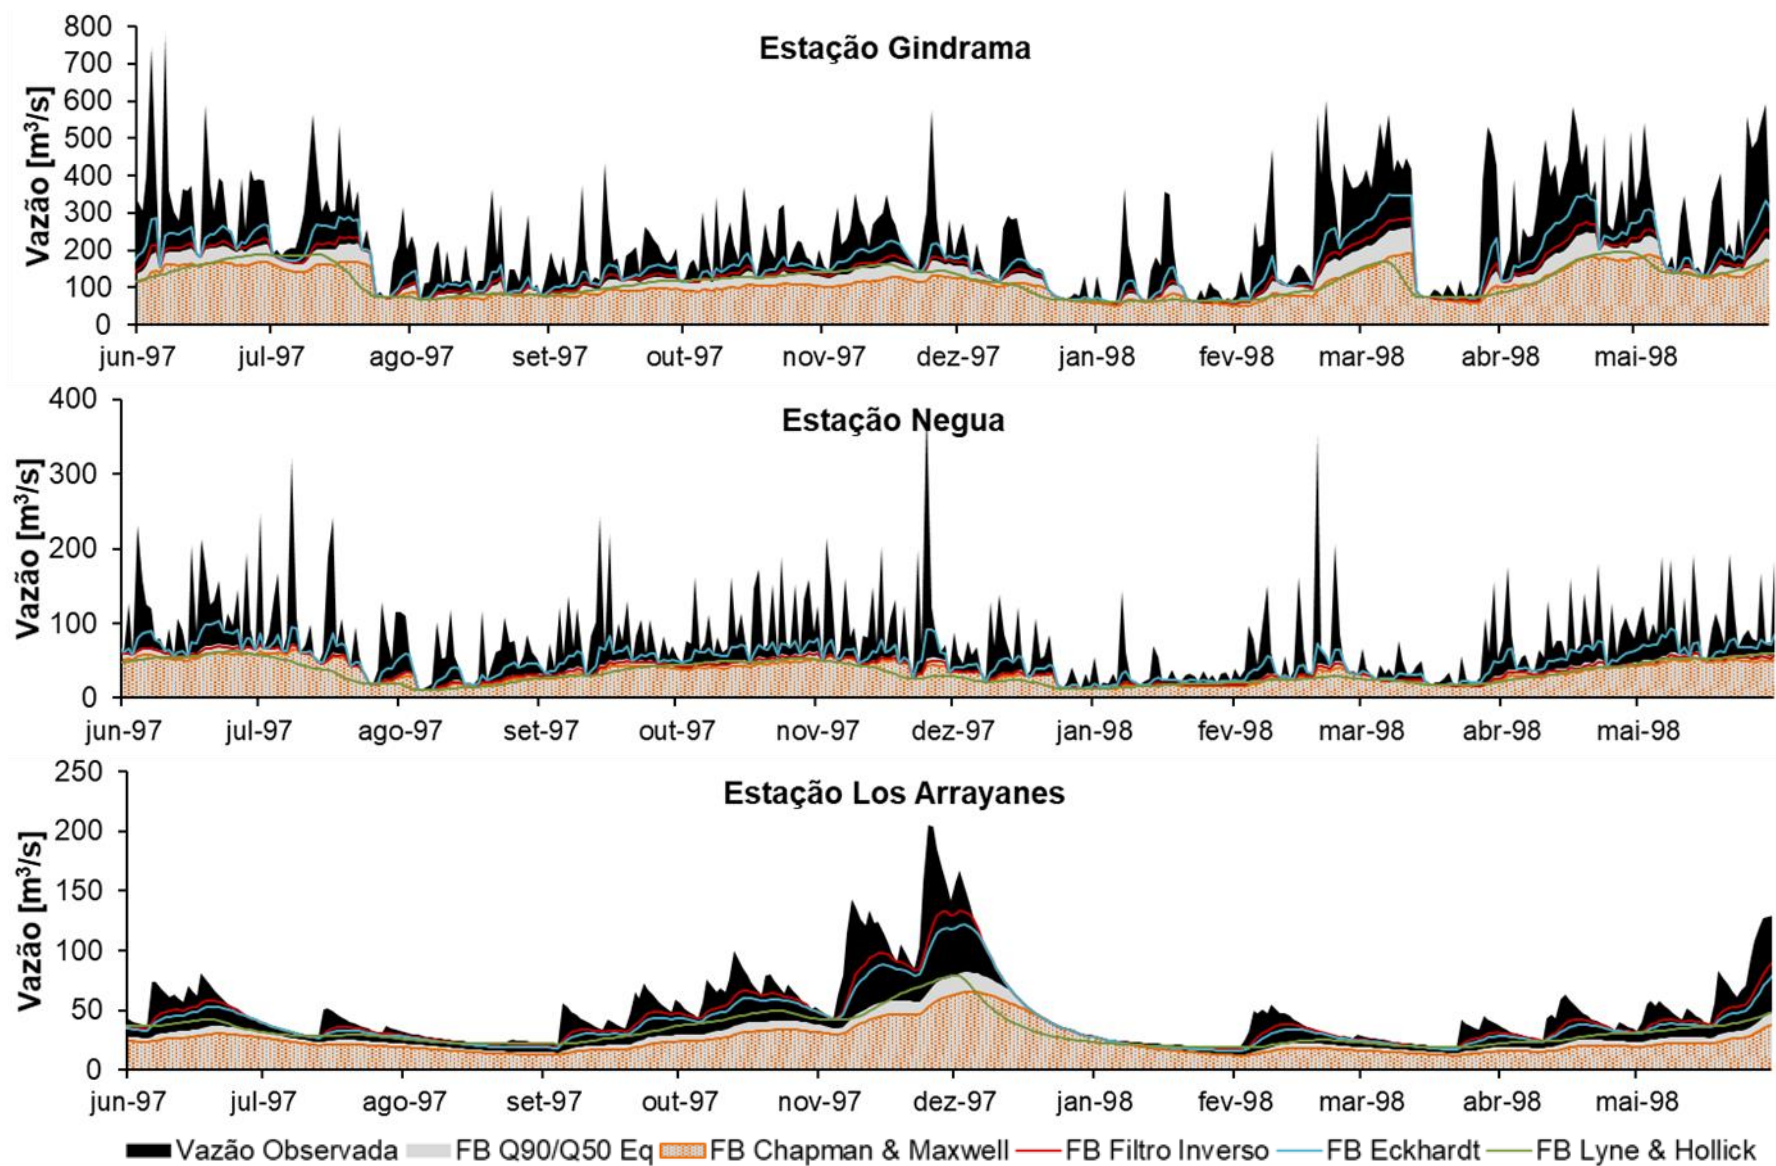 Estação Gindrama
Vazão [m³/s]
800
700
600
500
400
300
200
100
0
jun-97 jul-97 ago-97 set-97 out-97 nov-97 dez-97 jan-98 fev-98 mar-98 abr-98 mai-98
Estação Negua
Vazão [m³/s]
400
300
200
100
0
jun-97 jul-97 ago-97 set-97 out-97 nov-97 dez-97 jan-98 fev-98 mar-98 abr-98 mai-98
Estação Los Arrayanes
Vazão [m³/s]
250
200
150
100
50
0
jun-97 jul-97 ago-97 set-97 out-97 nov-97 dez-97 jan-98 fev-98 mar-98 abr-98 mai-98
Vazão Observada FB Q90/Q50 Eq FB Chapman & Maxwell FB Filtro Inverso FB Eckhardt FB Lyne & Hollick